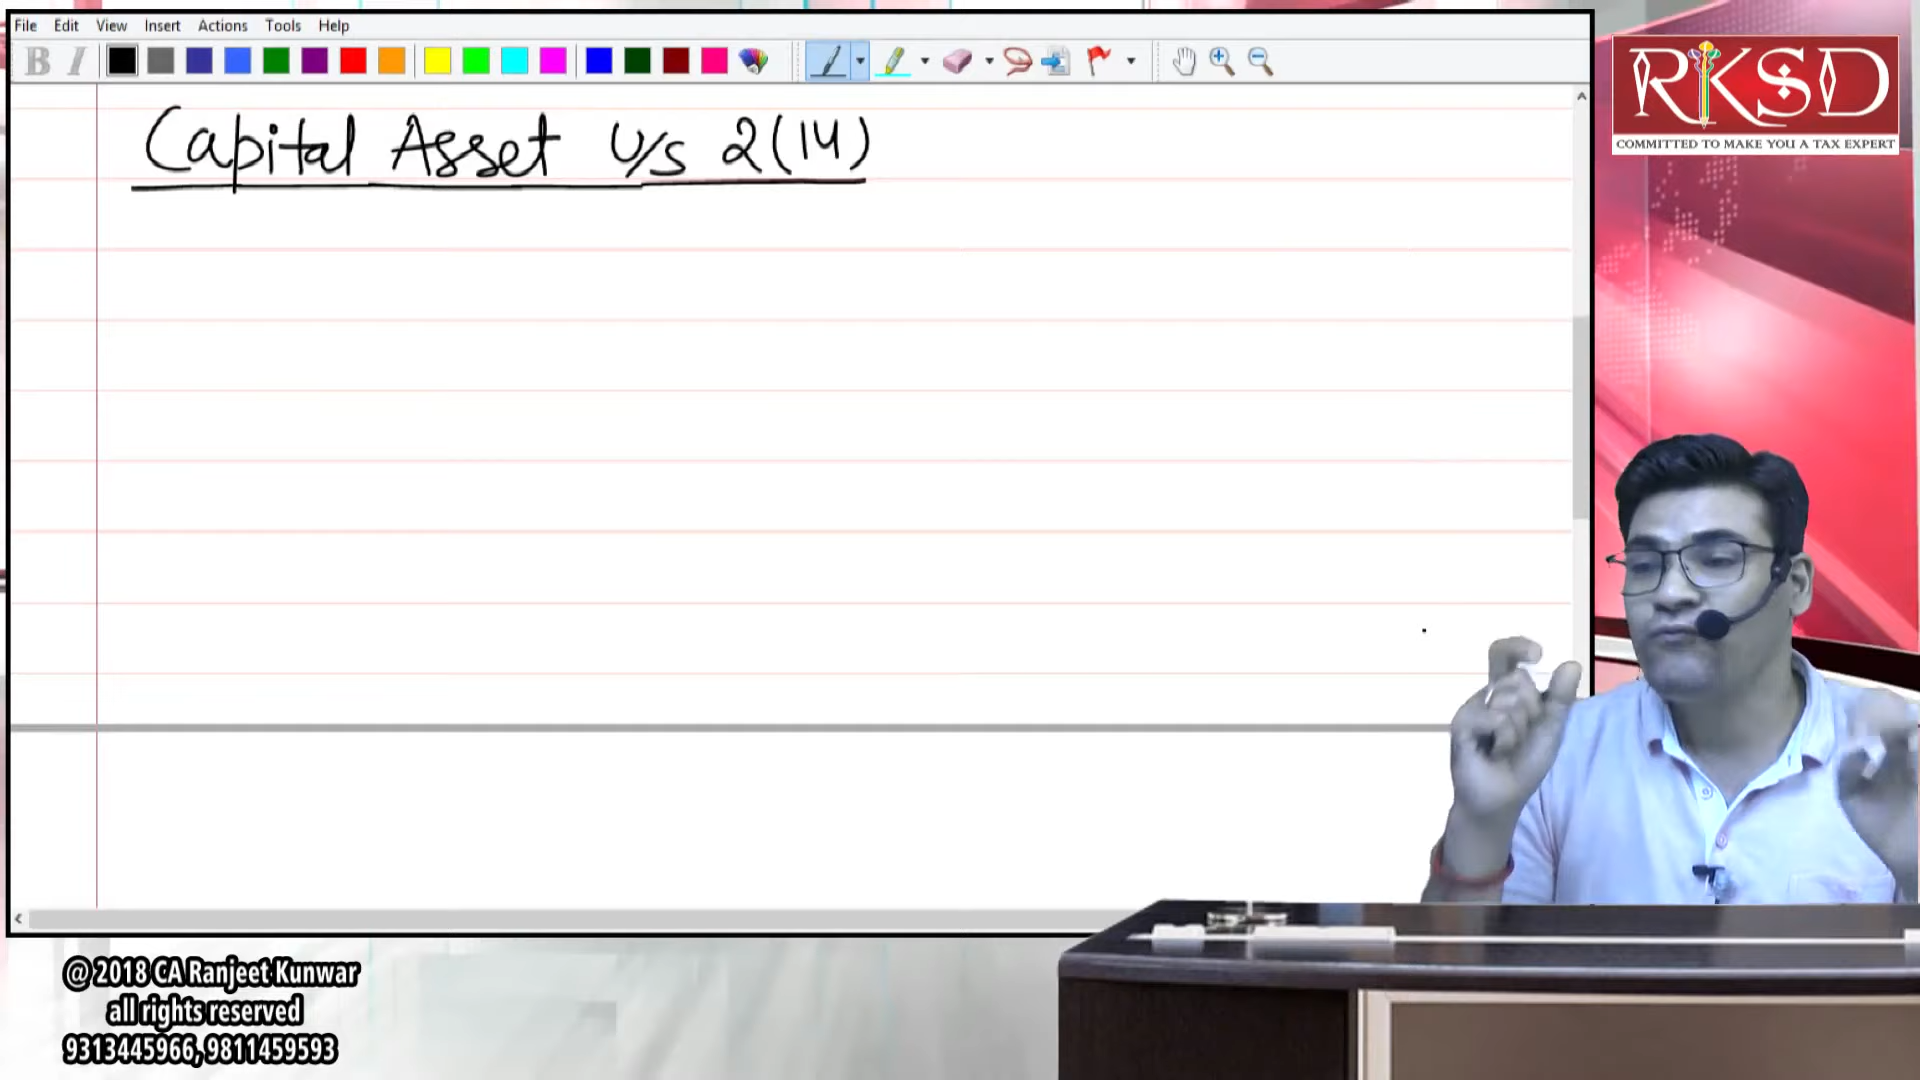 File Edit View Insert Actions Tools Help
B I
Capital Asset U/s 2(14)
RKSD
COMMITTED TO MAKE YOU A TAX EXPERT
@ 2018 CA Ranjeet Kunwar
all rights reserved
9313445966, 9811459593